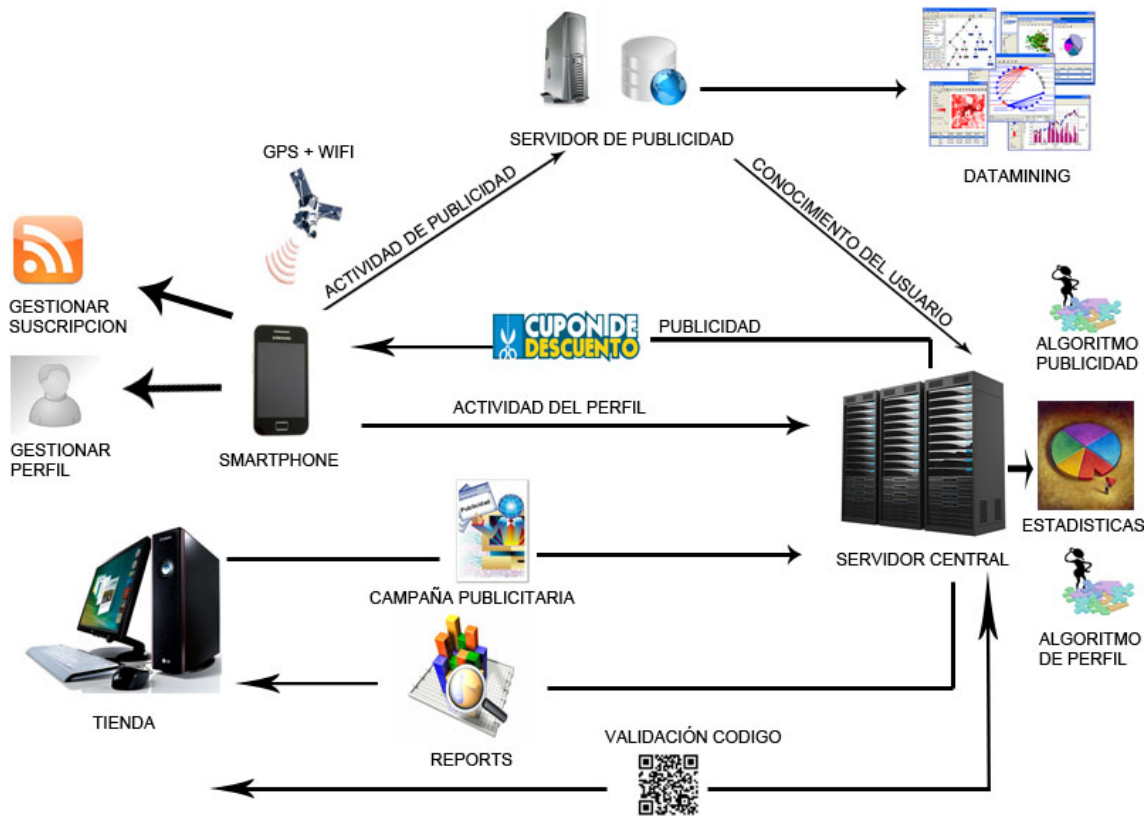 SERVIDOR DE PUBLICIDAD
DATAMINING
GPS + WIFI
ACTIVIDAD DE PUBLICIDAD
CONOCIMIENTO DEL USUARIO
GESTIONAR
SUSCRIPCION
CUPON DE
DESCUENTO
PUBLICIDAD
ALGORITMO
PUBLICIDAD
GESTIONAR
PERFIL
SMARTPHONE
ACTIVIDAD DEL PERFIL
ESTADISTICAS
Publicidad
CAMPAÑA PUBLICITARIA
SERVIDOR CENTRAL
ALGORITMO
DE PERFIL
TIENDA
REPORTS
VALIDACIÓN CODIGO